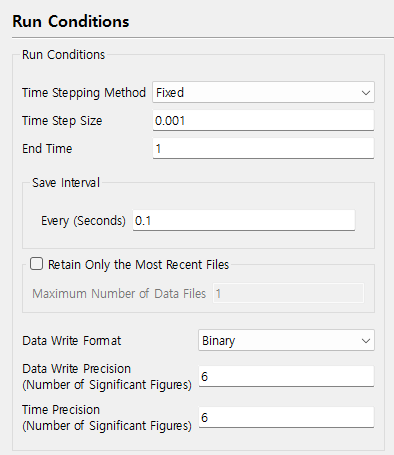 Run Conditions
Run Conditions
Time Stepping Method Fixed
Time Step Size 0.001
End Time 1
Save Interval
Every (Seconds) 0.1
Retain Only the Most Recent Files
Maximum Number of Data Files 1
Data Write Format Binary
Data Write Precision
(Number of Significant Figures) 6
Time Precision
(Number of Significant Figures) 6